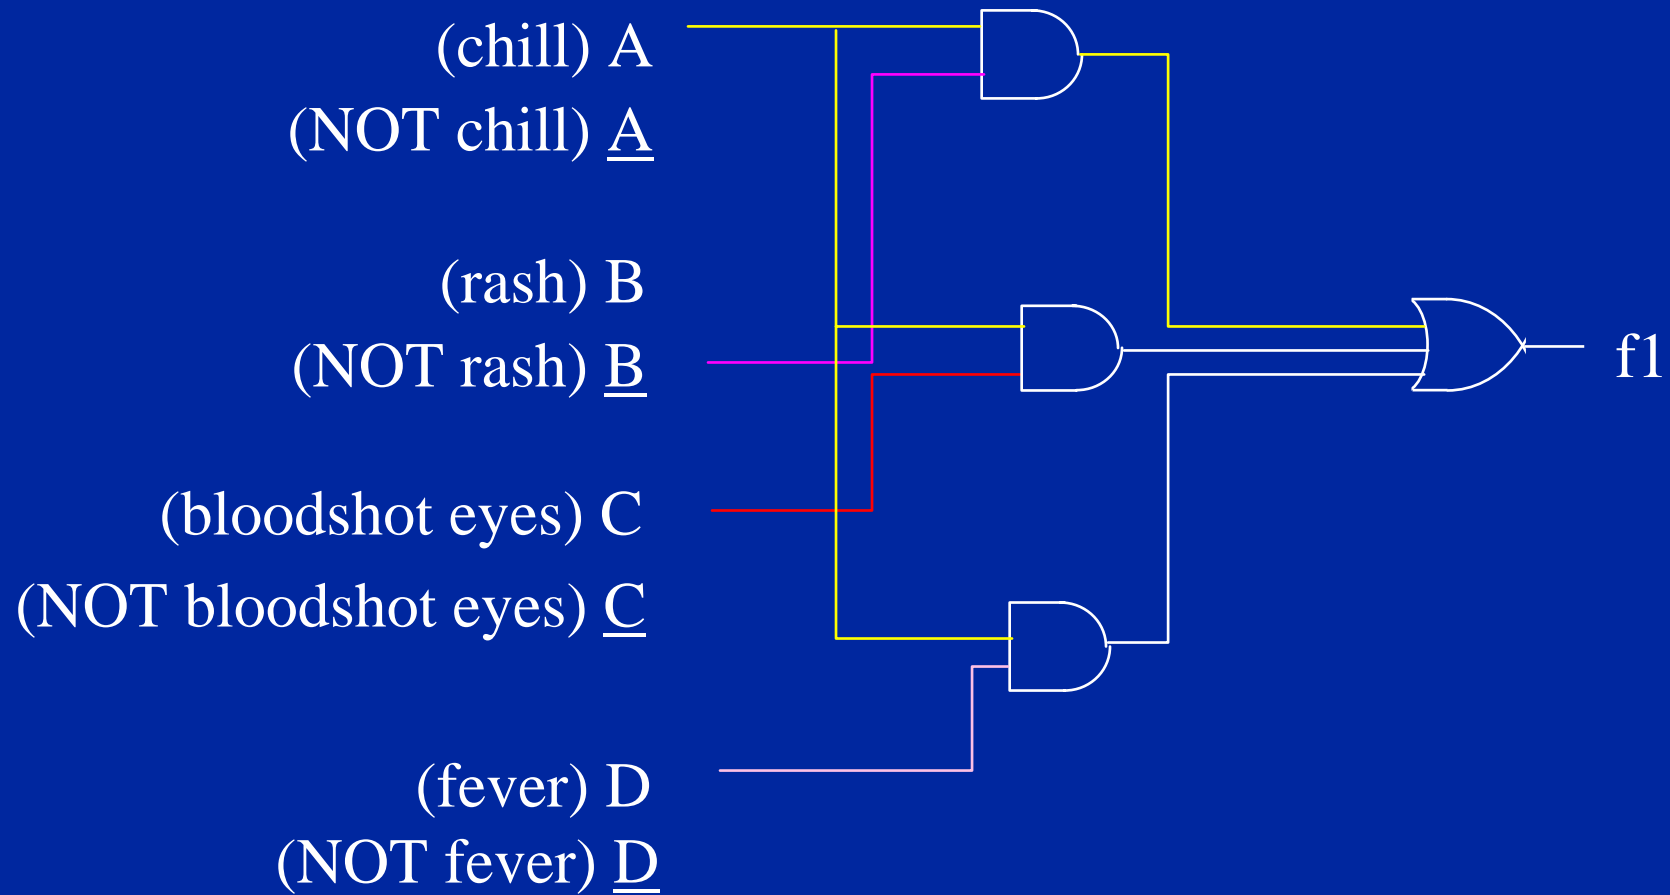 (chill) A
(NOT chill) A
(rash) B
(NOT rash) B
f1
(bloodshot eyes) C
(NOT bloodshot eyes) C
(fever) D
(NOT fever) D